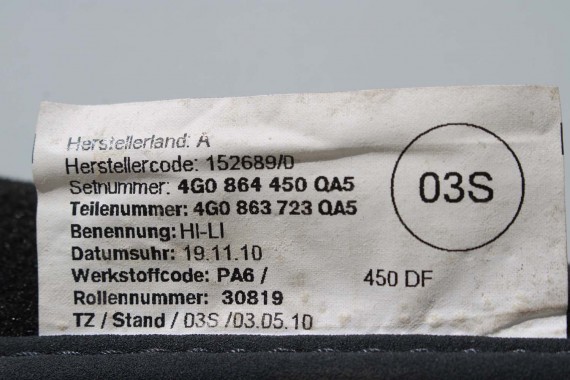 Herstellerland: A
Herstellercode: 152689/0
Setnummer: 4G0 864 450 QA5
Teilenummer: 4G0 863 723 QA5
Benennung: HI-LI
Datumsuhr: 19.11.10
Werkstoffcode: PA6 /
Rollennummer: 30819
TZ / Stand / 03S /03.05.10
450 DF
03S